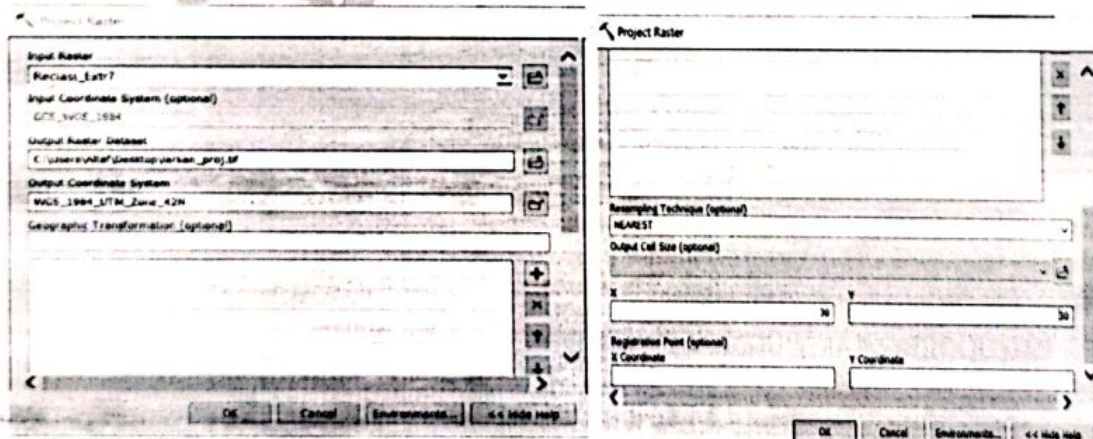 Project Raster
Input Raster
Reclass_Extr7
Input Coordinate System (optional)
GCS_WGS_1984
Output Raster Dataset
Output Coordinate System
WGS_1984_UTM_Zone_42N
Geographic Transformation (optional)
OK Cancel Environments... << Hide Help
Project Raster
Resampling Technique (optional)
NEAREST
Output Cell Size (optional)
X Y
30 30
Registration Point (optional)
X Coordinate Y Coordinate
OK Cancel Environments... << Hide Help